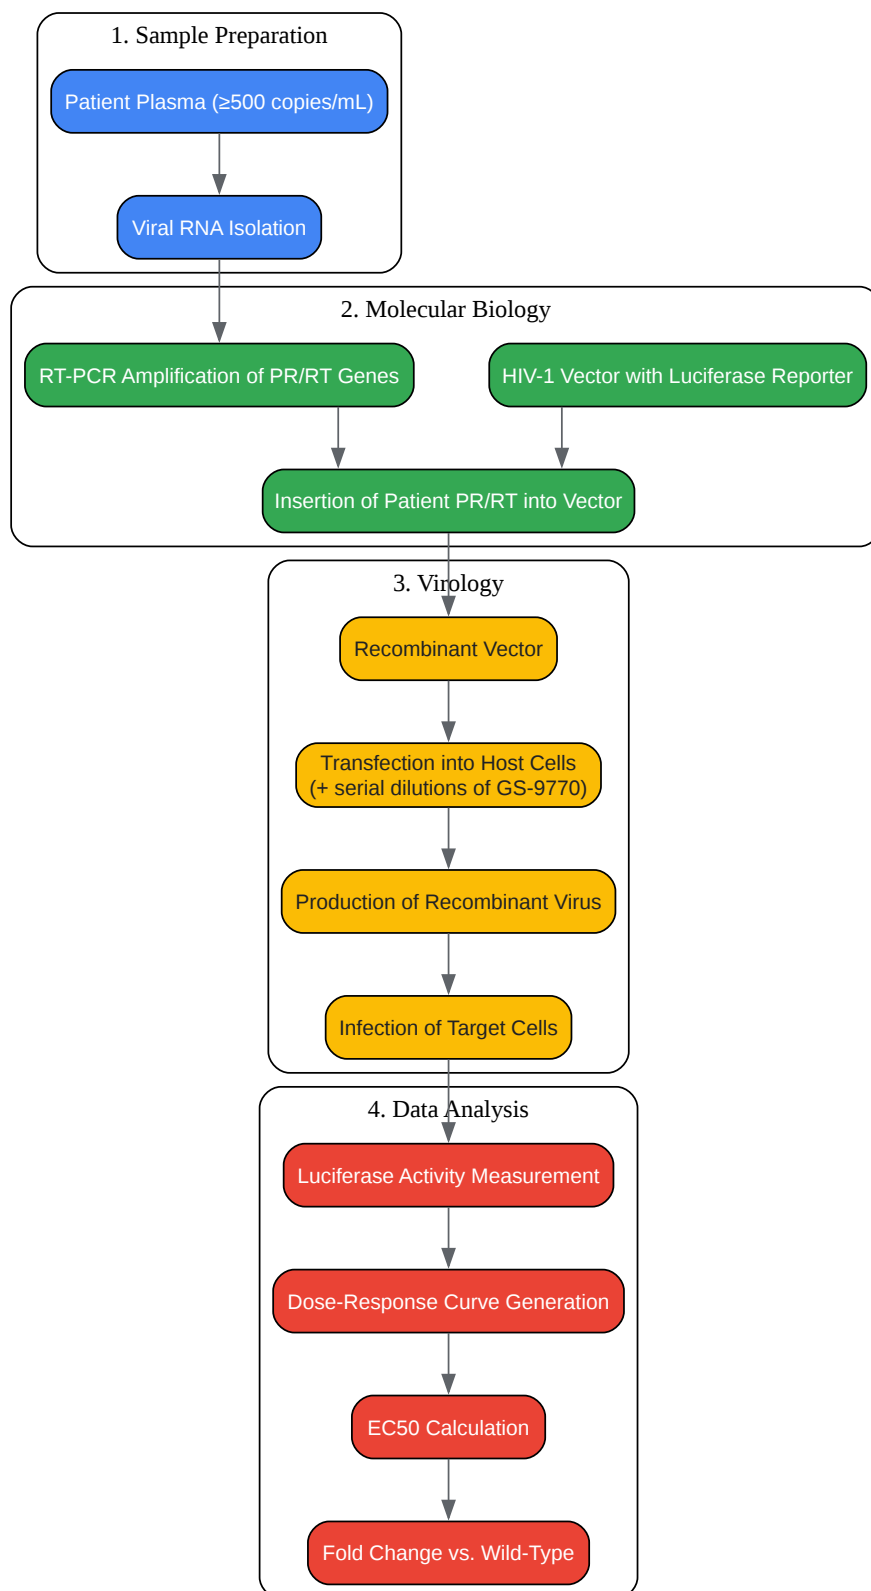 1. Sample Preparation
Patient Plasma (≥500 copies/mL)
Viral RNA Isolation
2. Molecular Biology
RT-PCR Amplification of PR/RT Genes
HIV-1 Vector with Luciferase Reporter
Insertion of Patient PR/RT into Vector
3. Virology
Recombinant Vector
Transfection into Host Cells
(+ serial dilutions of GS-9770)
Production of Recombinant Virus
Infection of Target Cells
4. Data Analysis
Luciferase Activity Measurement
Dose-Response Curve Generation
EC50 Calculation
Fold Change vs. Wild-Type